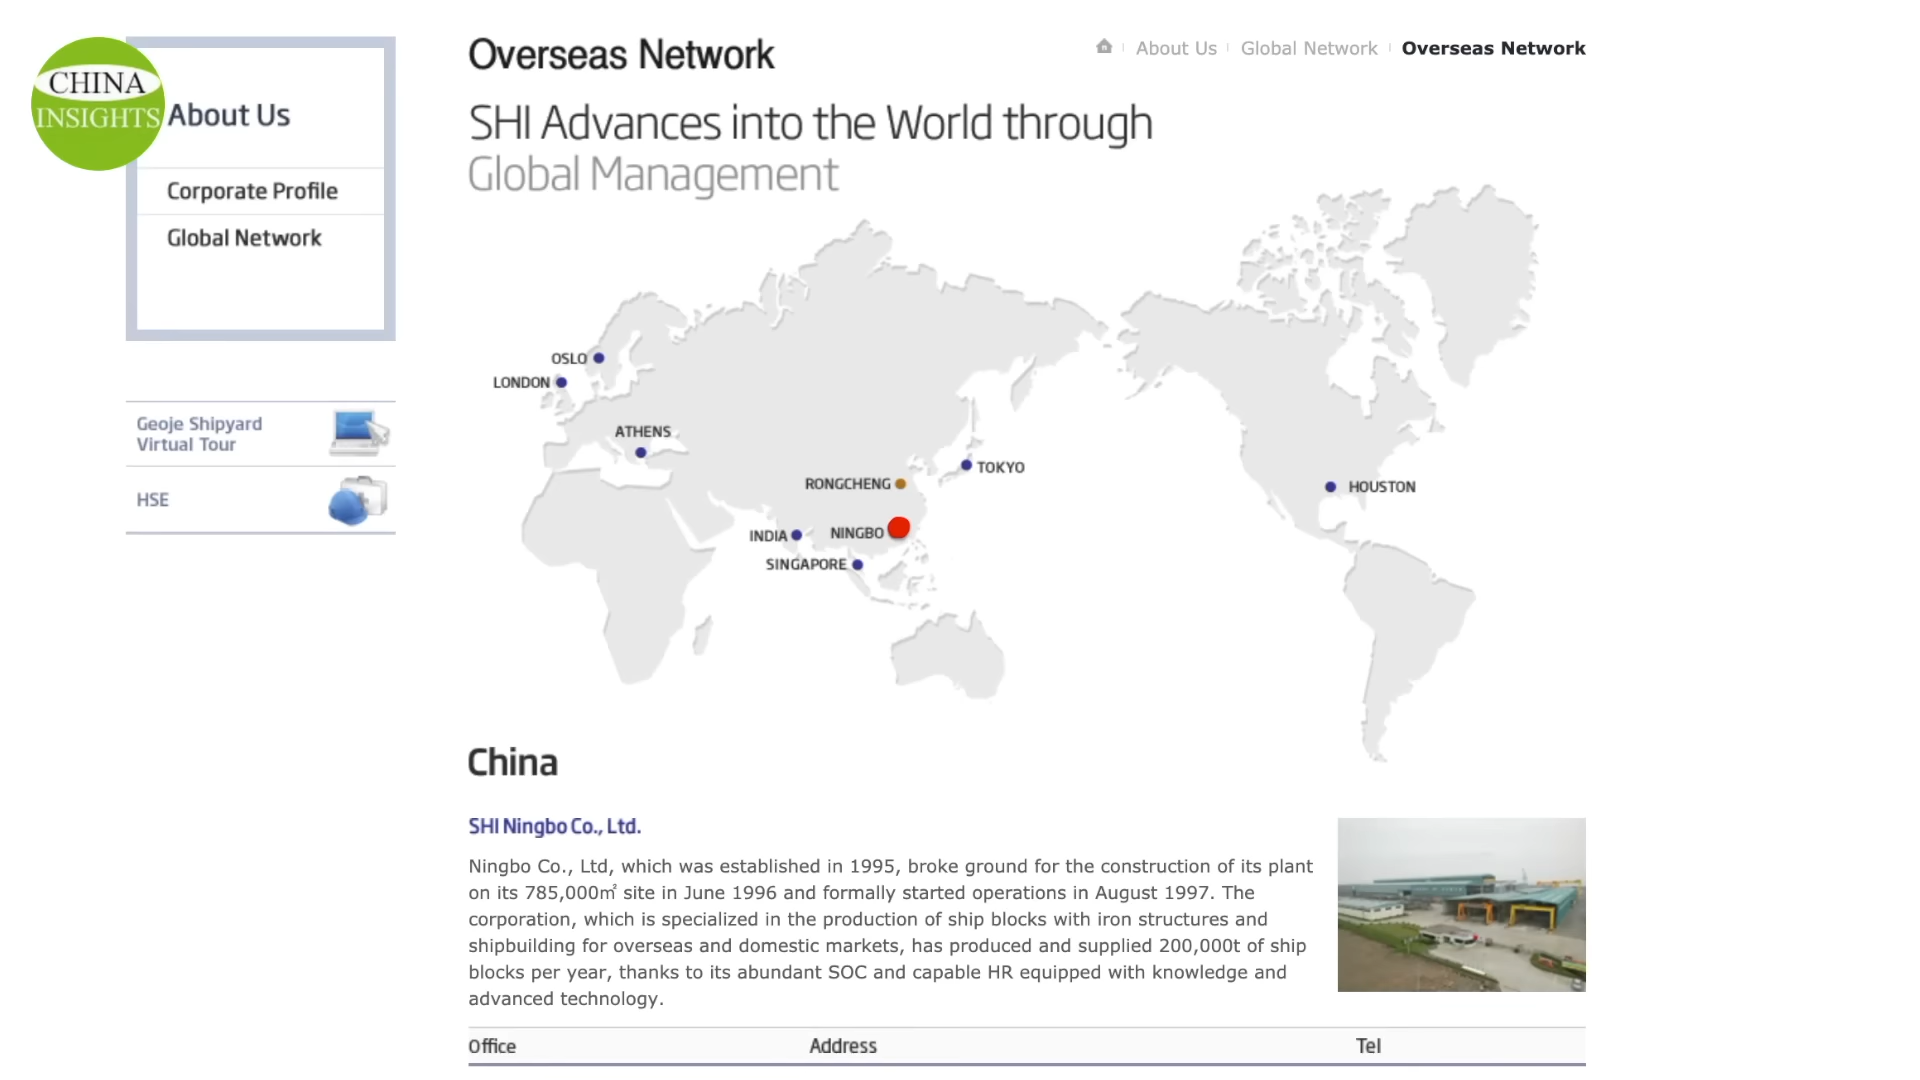 CHINA
INSIGHTS
About Us
Corporate Profile
Global Network
Geoje Shipyard
Virtual Tour
HSE
Overseas Network
About Us
Global Network
Overseas Network
SHI Advances into the World through
Global Management
OSLO
LONDON
ATHENS
TOKYO
RONGCHENG
HOUSTON
INDIA
NINGBO
SINGAPORE
China
SHI Ningbo Co., Ltd.
Ningbo Co., Ltd, which was established in 1995, broke ground for the construction of its plant
on its 785,000㎡ site in June 1996 and formally started operations in August 1997. The
corporation, which is specialized in the production of ship blocks with iron structures and
shipbuilding for overseas and domestic markets, has produced and supplied 200,000t of ship
blocks per year, thanks to its abundant SOC and capable HR equipped with knowledge and
advanced technology.
Office
Address
Tel